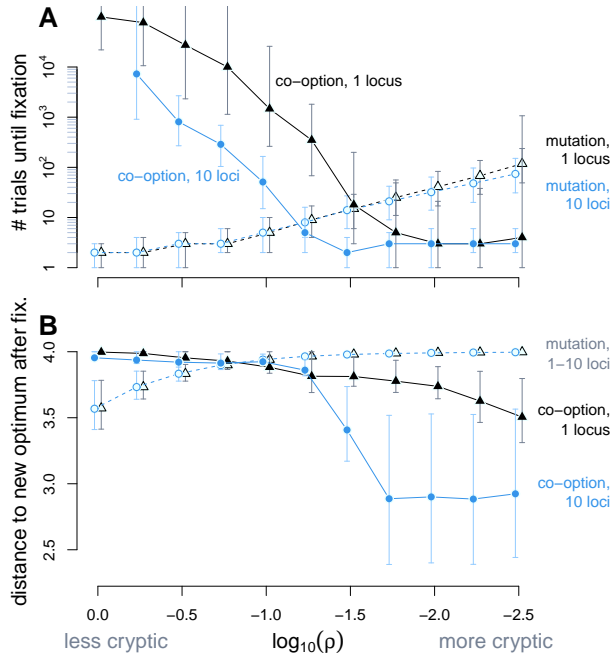 A
# trials until fixation
10^4
10^3
10^2
10
1
co−option, 1 locus
co−option, 10 loci
mutation,
1 locus
mutation,
10 loci
B
distance to new optimum after fix.
4.0
3.5
3.0
2.5
mutation,
1−10 loci
co−option,
1 locus
co−option,
10 loci
0.0 −0.5 −1.0 −1.5 −2.0 −2.5
less cryptic log10(ρ) more cryptic